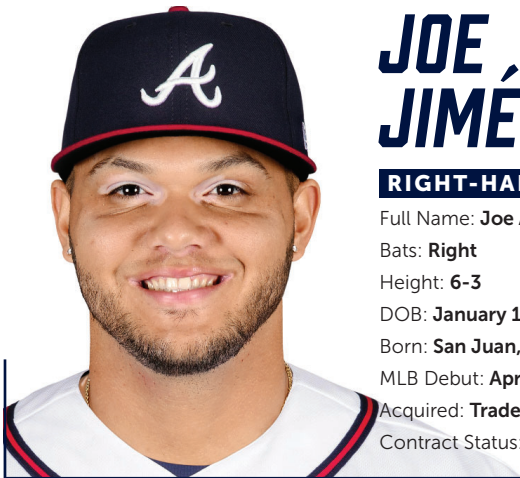 JOE
JIMÉ
RIGHT-HA
Full Name: Joe
Bats: Right
Height: 6-3
DOB: January 1
Born: San Juan,
MLB Debut: Apr
Acquired: Trade
Contract Status:
A